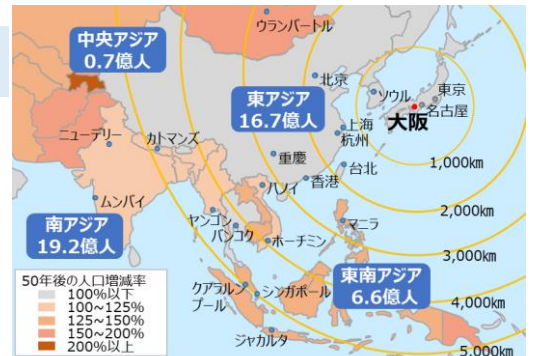 ウランバートル
中央アジア
0.7億人
北京
東アジア
16.7億人
ソウル
東京
名古屋
大阪
ニューデリー
カトマンズ
上海
杭州
重慶
1,000km
台北
ムンバイ
ハノイ
香港
2,000km
南アジア
19.2億人
ヤンゴン
バンコク
ホーチミン
マニラ
3,000km
50年後の人口増減率
100%以下
100~125%
125~150%
150~200%
200%以上
クアラルン
プール
シンガポール
東南アジア
6.6億人
4,000km
ジャカルタ
5,000km